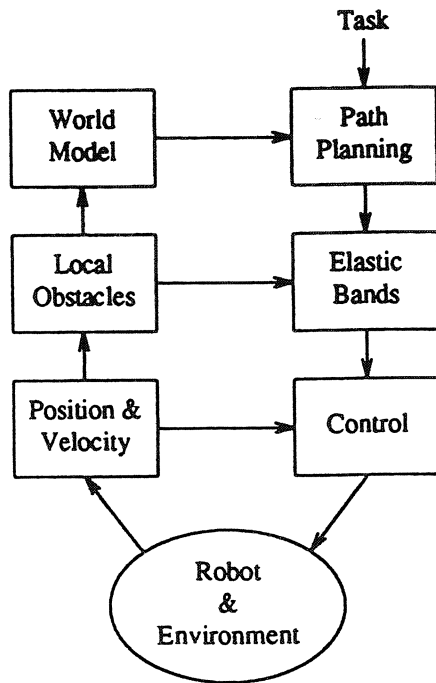 Task
World
Model
Path
Planning
Local
Obstacles
Elastic
Bands
Position &
Velocity
Control
Robot
&
Environment